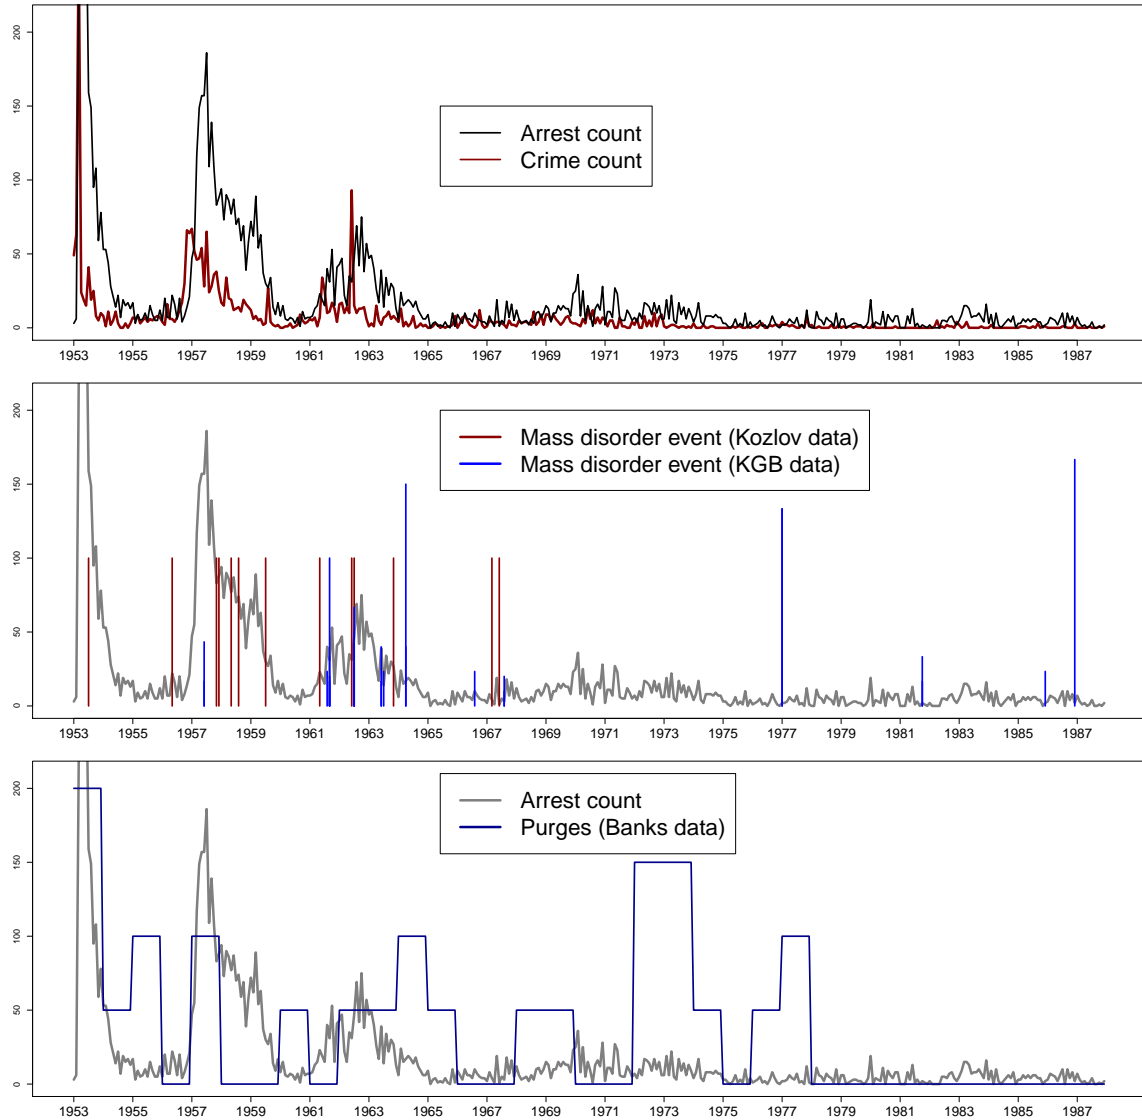 200
150
100
50
0
Arrest count
Crime count
1953 1955 1957 1959 1961 1963 1965 1967 1969 1971 1973 1975 1977 1979 1981 1983 1985 1987
200
150
100
50
0
Mass disorder event (Kozlov data)
Mass disorder event (KGB data)
1953 1955 1957 1959 1961 1963 1965 1967 1969 1971 1973 1975 1977 1979 1981 1983 1985 1987
200
150
100
50
0
Arrest count
Purges (Banks data)
1953 1955 1957 1959 1961 1963 1965 1967 1969 1971 1973 1975 1977 1979 1981 1983 1985 1987